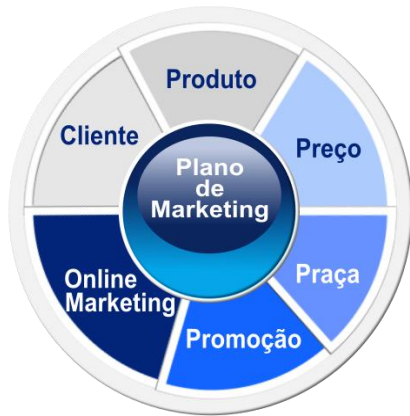 Produto
Preço
Praça
Promoção
Online
Marketing
Cliente
Plano
de
Marketing